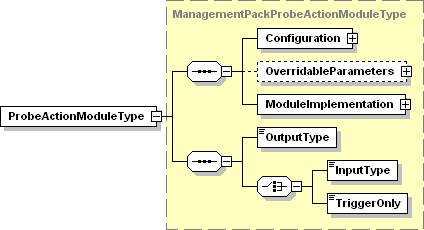 ManagementPackProbeActionModuleType
Configuration
OverridableParameters
ProbeActionModuleType
ModuleImplementation
OutputType
InputType
TriggerOnly